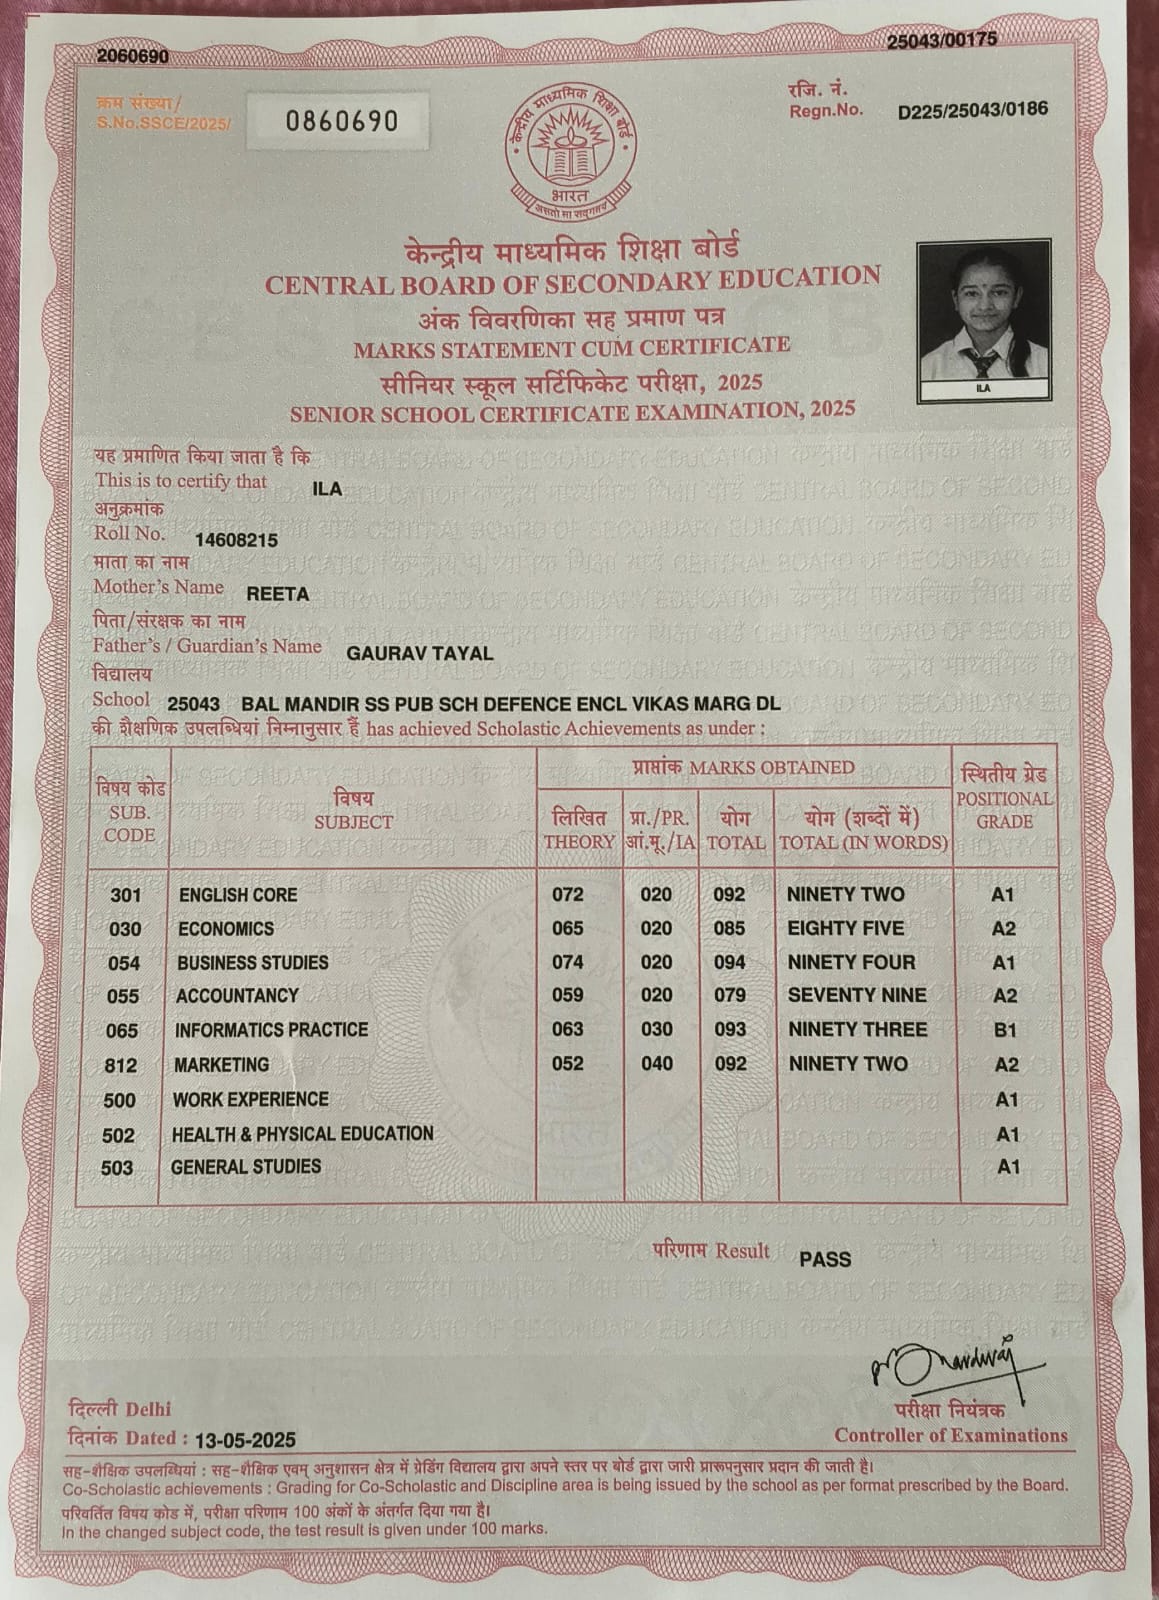 2060690
25043/00175
क्रम संख्या/
S.No.SSCE/2025/
0860690
रजि. नं.
Regn.No. D225/25043/0186
केन्द्रीय माध्यमिक शिक्षा बोर्ड
भारत
असतो मा सद्गमय
केन्द्रीय माध्यमिक शिक्षा बोर्ड
CENTRAL BOARD OF SECONDARY EDUCATION
अंक विवरणिका सह प्रमाण पत्र
MARKS STATEMENT CUM CERTIFICATE
सीनियर स्कूल सर्टिफिकेट परीक्षा, 2025
SENIOR SCHOOL CERTIFICATE EXAMINATION, 2025
ILA
यह प्रमाणित किया जाता है कि
This is to certify that ILA
अनुक्रमांक
Roll No. 14608215
माता का नाम
Mother's Name REETA
पिता/संरक्षक का नाम
Father's / Guardian's Name GAURAV TAYAL
विद्यालय
School 25043 BAL MANDIR SS PUB SCH DEFENCE ENCL VIKAS MARG DL
की शैक्षणिक उपलब्धियां निम्नानुसार हैं has achieved Scholastic Achievements as under :
विषय कोड SUB. CODE
विषय SUBJECT
प्राप्तांक MARKS OBTAINED
लिखित THEORY
प्रा./PR. आं.मू./IA
योग TOTAL
योग (शब्दों में) TOTAL (IN WORDS)
स्थितीय ग्रेड POSITIONAL GRADE
301 ENGLISH CORE 072 020 092 NINETY TWO A1
030 ECONOMICS 065 020 085 EIGHTY FIVE A2
054 BUSINESS STUDIES 074 020 094 NINETY FOUR A1
055 ACCOUNTANCY 059 020 079 SEVENTY NINE A2
065 INFORMATICS PRACTICE 063 030 093 NINETY THREE B1
812 MARKETING 052 040 092 NINETY TWO A2
500 WORK EXPERIENCE A1
502 HEALTH & PHYSICAL EDUCATION A1
503 GENERAL STUDIES A1
परिणाम Result PASS
दिल्ली Delhi
दिनांक Dated : 13-05-2025
परीक्षा नियंत्रक
Controller of Examinations
सह-शैक्षिक उपलब्धियां : सह-शैक्षिक एवम् अनुशासन क्षेत्र में ग्रेडिंग विद्यालय द्वारा अपने स्तर पर बोर्ड द्वारा जारी प्रारूपनुसार प्रदान की जाती है।
Co-Scholastic achievements : Grading for Co-Scholastic and Discipline area is being issued by the school as per format prescribed by the Board.
परिवर्तित विषय कोड में, परीक्षा परिणाम 100 अंकों के अंतर्गत दिया गया है।
In the changed subject code, the test result is given under 100 marks.